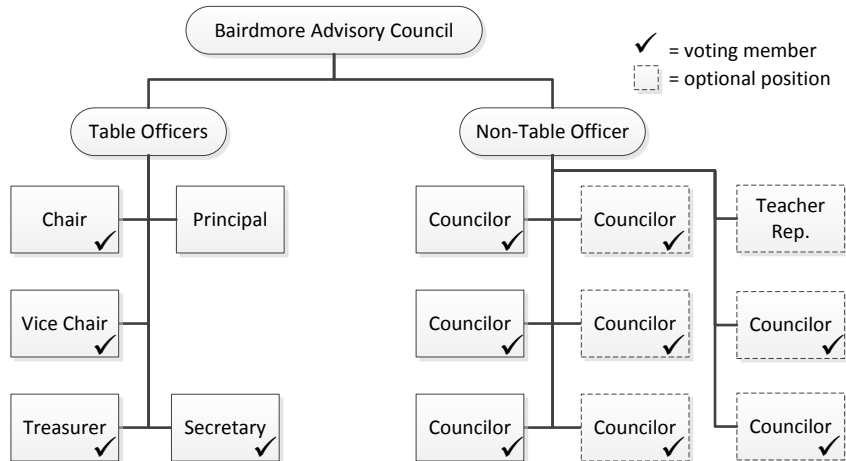 Bairdmore Advisory Council
✓ = voting member
= optional position
Table Officers
Non-Table Officer
Chair
Principal
Councilor
Councilor
Teacher
Rep.
Vice Chair
Councilor
Councilor
Councilor
Treasurer
Secretary
Councilor
Councilor
Councilor